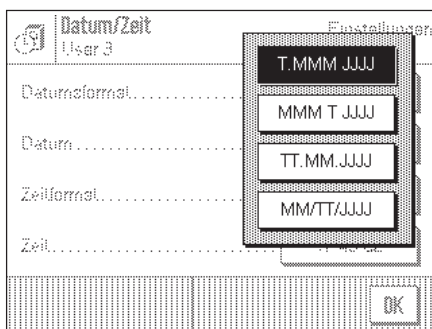 Datum/Zeit
User 3
Einstellungen
Datumsformat
T.MMM JJJJ
MMM T JJJJ
Datum
TT.MM.JJJJ
Zeitformat
MM/TT/JJJJ
Zeit
OK